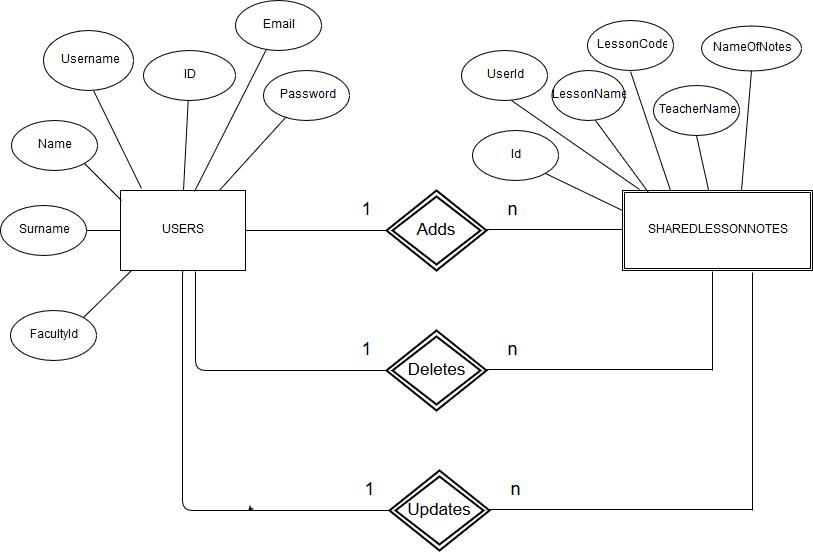 Email
Username
ID
Password
Name
Surname
FacultyId
USERS
LessonCode
NameOfNotes
UserId
LessonName
TeacherName
Id
SHAREDLESSONNOTES
1
Adds
n
1
Deletes
n
1
Updates
n